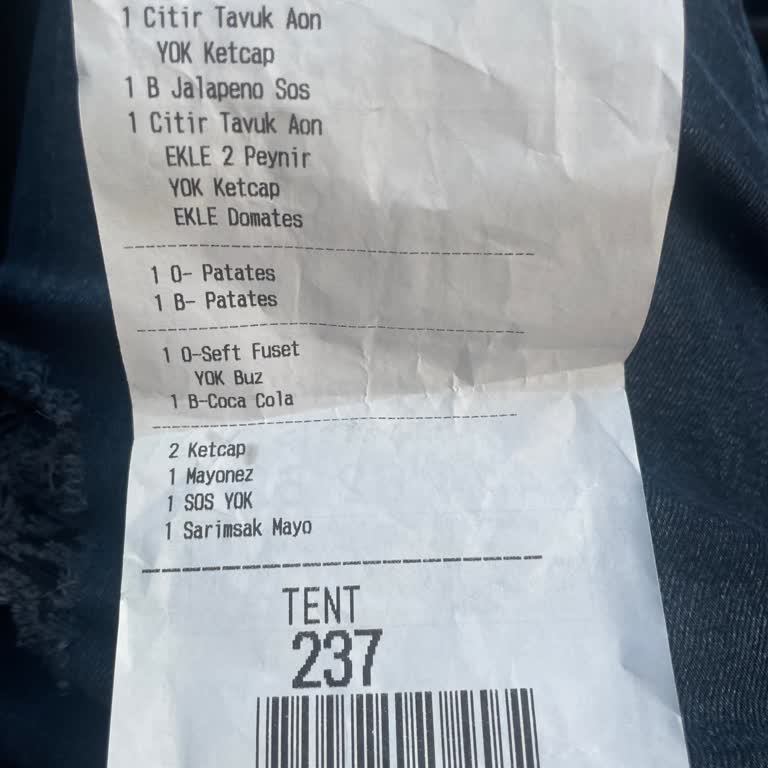 1 Citir Tavuk Aon
YOK Ketcap
1 B Jalapeno Sos
1 Citir Tavuk Aon
EKLE 2 Peynir
YOK Ketcap
EKLE Domates
1 O- Patates
1 B- Patates
1 O-Seft Fuset
YOK Buz
1 B-Coca Cola
2 Ketcap
1 Mayonez
1 SOS YOK
1 Sarimsak Mayo
TENT
237